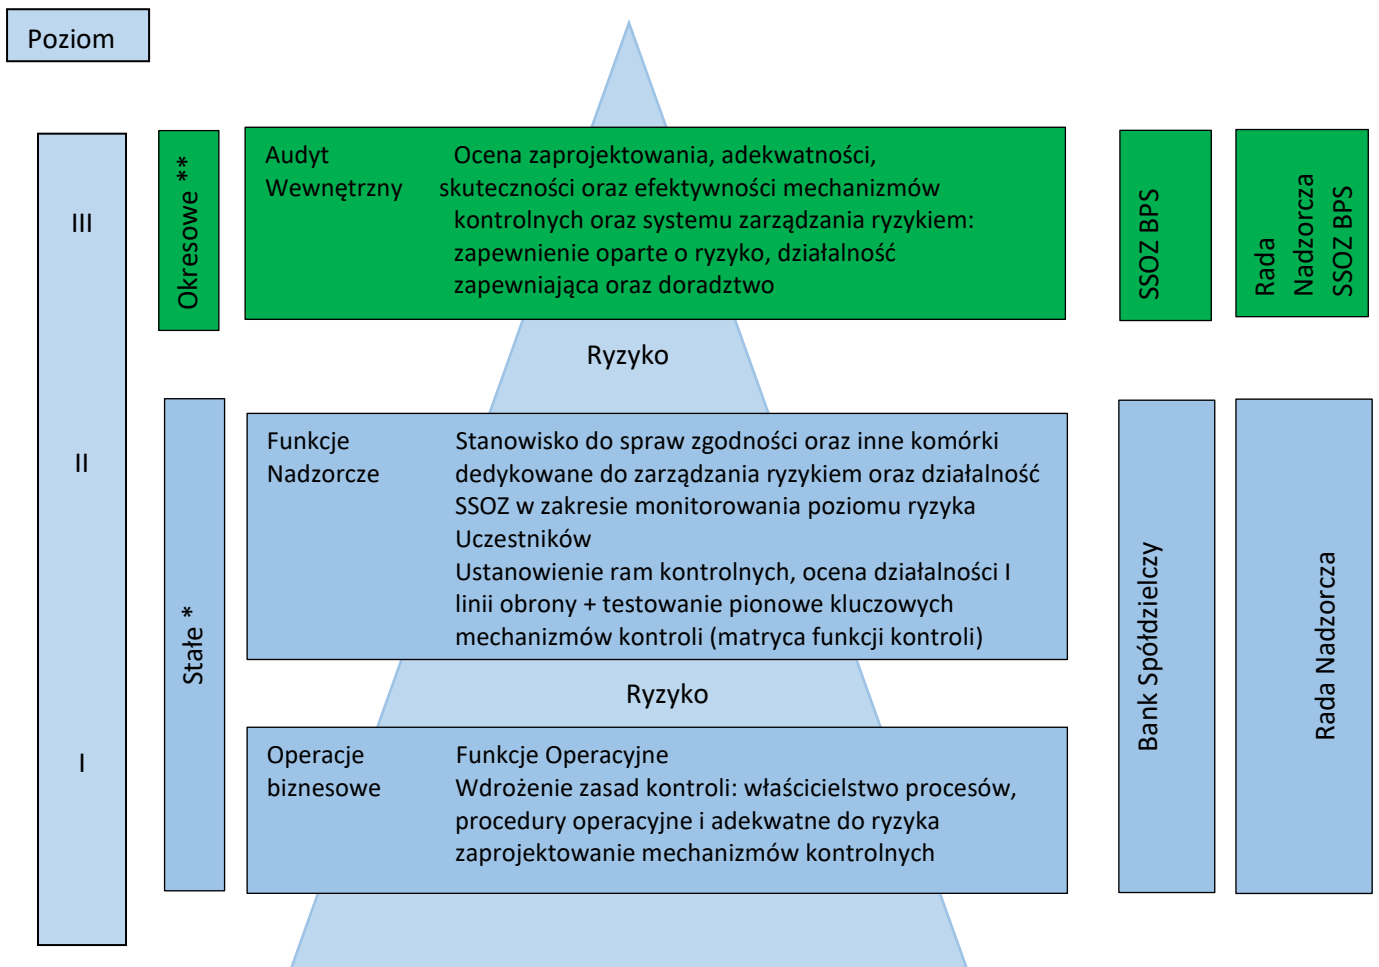 Poziom
III
Okresowe **
Audyt
Wewnętrzny
Ocena zaprojektowania, adekwatności,
skuteczności oraz efektywności mechanizmów
kontrolnych oraz systemu zarządzania ryzykiem:
zapewnienie oparte o ryzyko, działalność
zapewniająca oraz doradztwo
SSOZ BPS
Rada
Nadzorcza
SSOZ BPS
Ryzyko
II
Stałe *
Funkcje
Nadzorcze
Stanowisko do spraw zgodności oraz inne komórki
dedykowane do zarządzania ryzykiem oraz działalność
SSOZ w zakresie monitorowania poziomu ryzyka
Uczestników
Ustanowienie ram kontrolnych, ocena działalności I
linii obrony + testowanie pionowe kluczowych
mechanizmów kontroli (matryca funkcji kontroli)
Bank Spółdzielczy
Rada Nadzorcza
Ryzyko
I
Operacje
biznesowe
Funkcje Operacyjne
Wdrożenie zasad kontroli: właścicielstwo procesów,
procedury operacyjne i adekwatne do ryzyka
zaprojektowanie mechanizmów kontrolnych